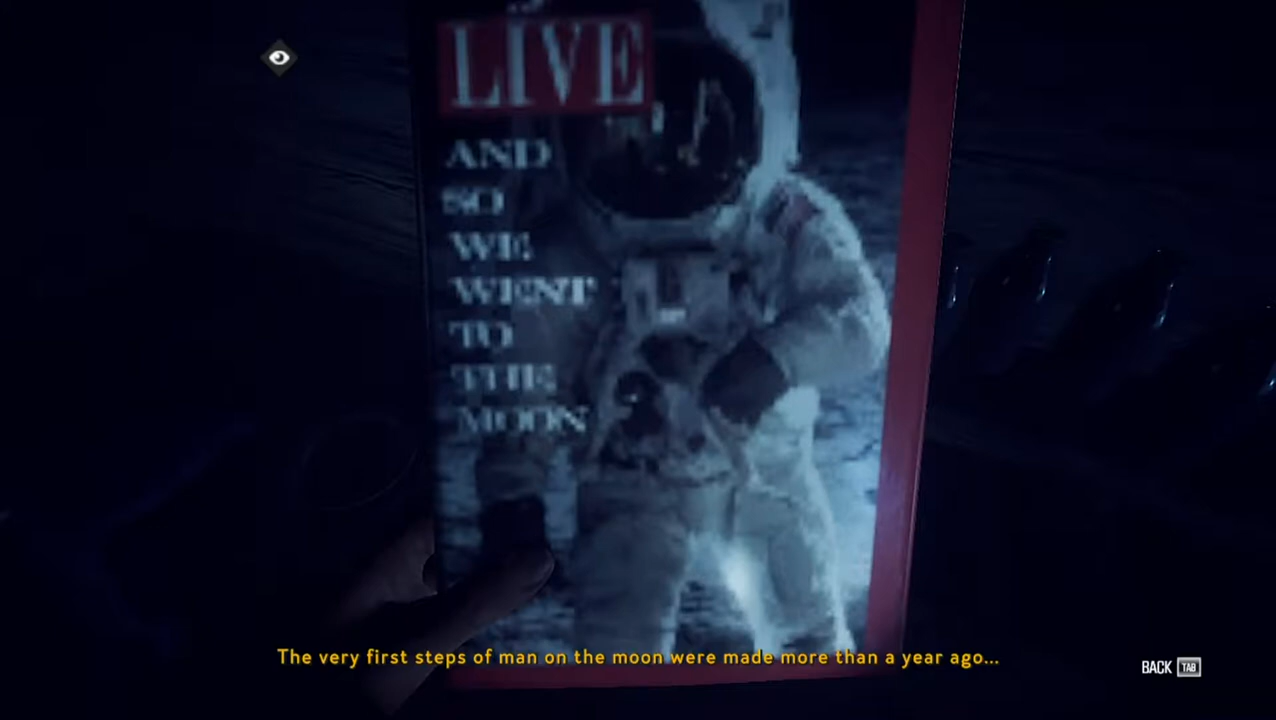 LIVE
AND
SO
WE
WENT
TO
THE
MOON
The very first steps of man on the moon were made more than a year ago...
BACK TAB